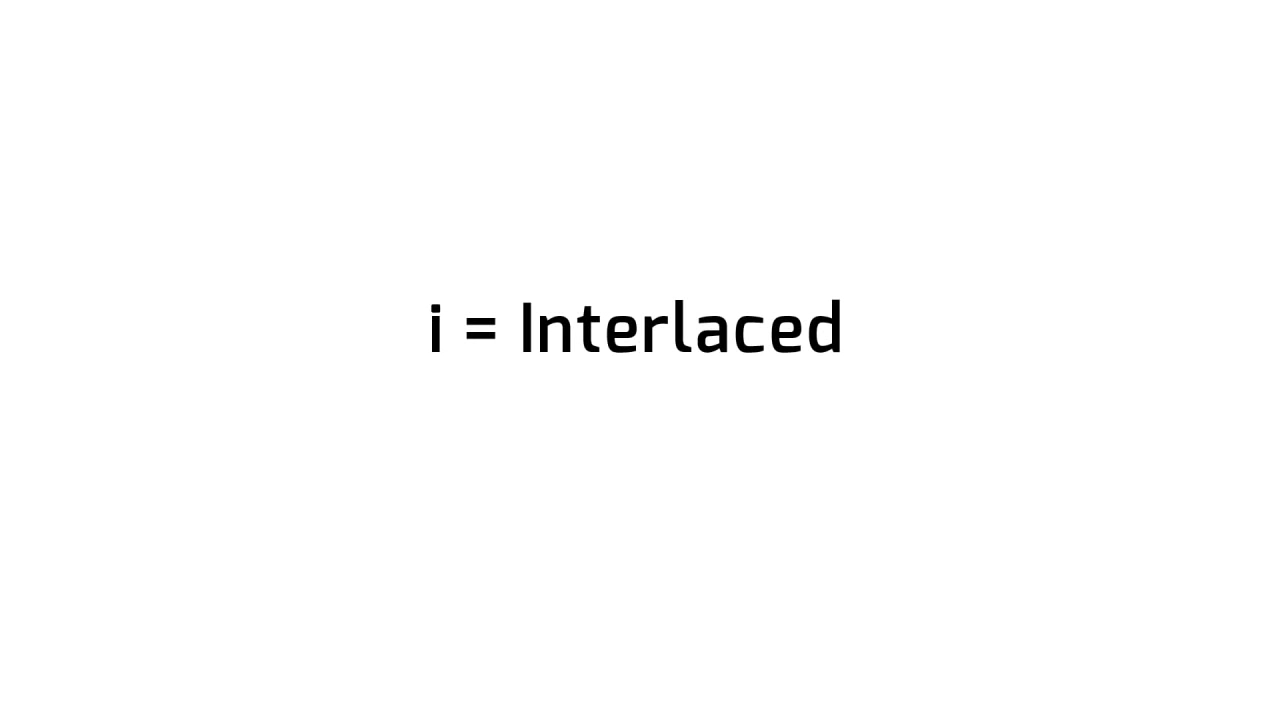 i = Interlaced